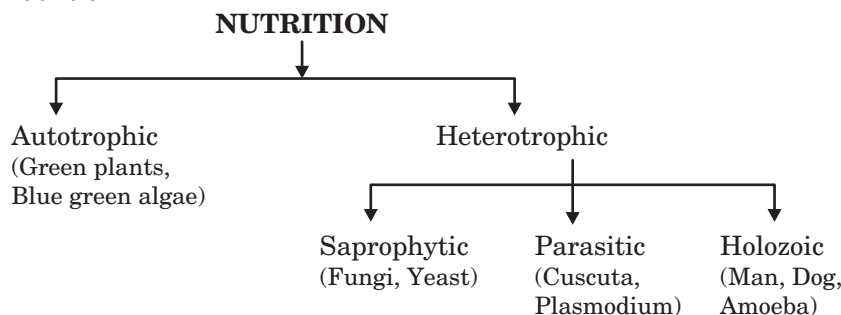 NUTRITION
Autotrophic
(Green plants,
Blue green algae)
Heterotrophic
Saprophytic
(Fungi, Yeast)
Parasitic
(Cuscuta,
Plasmodium)
Holozoic
(Man, Dog,
Amoeba)